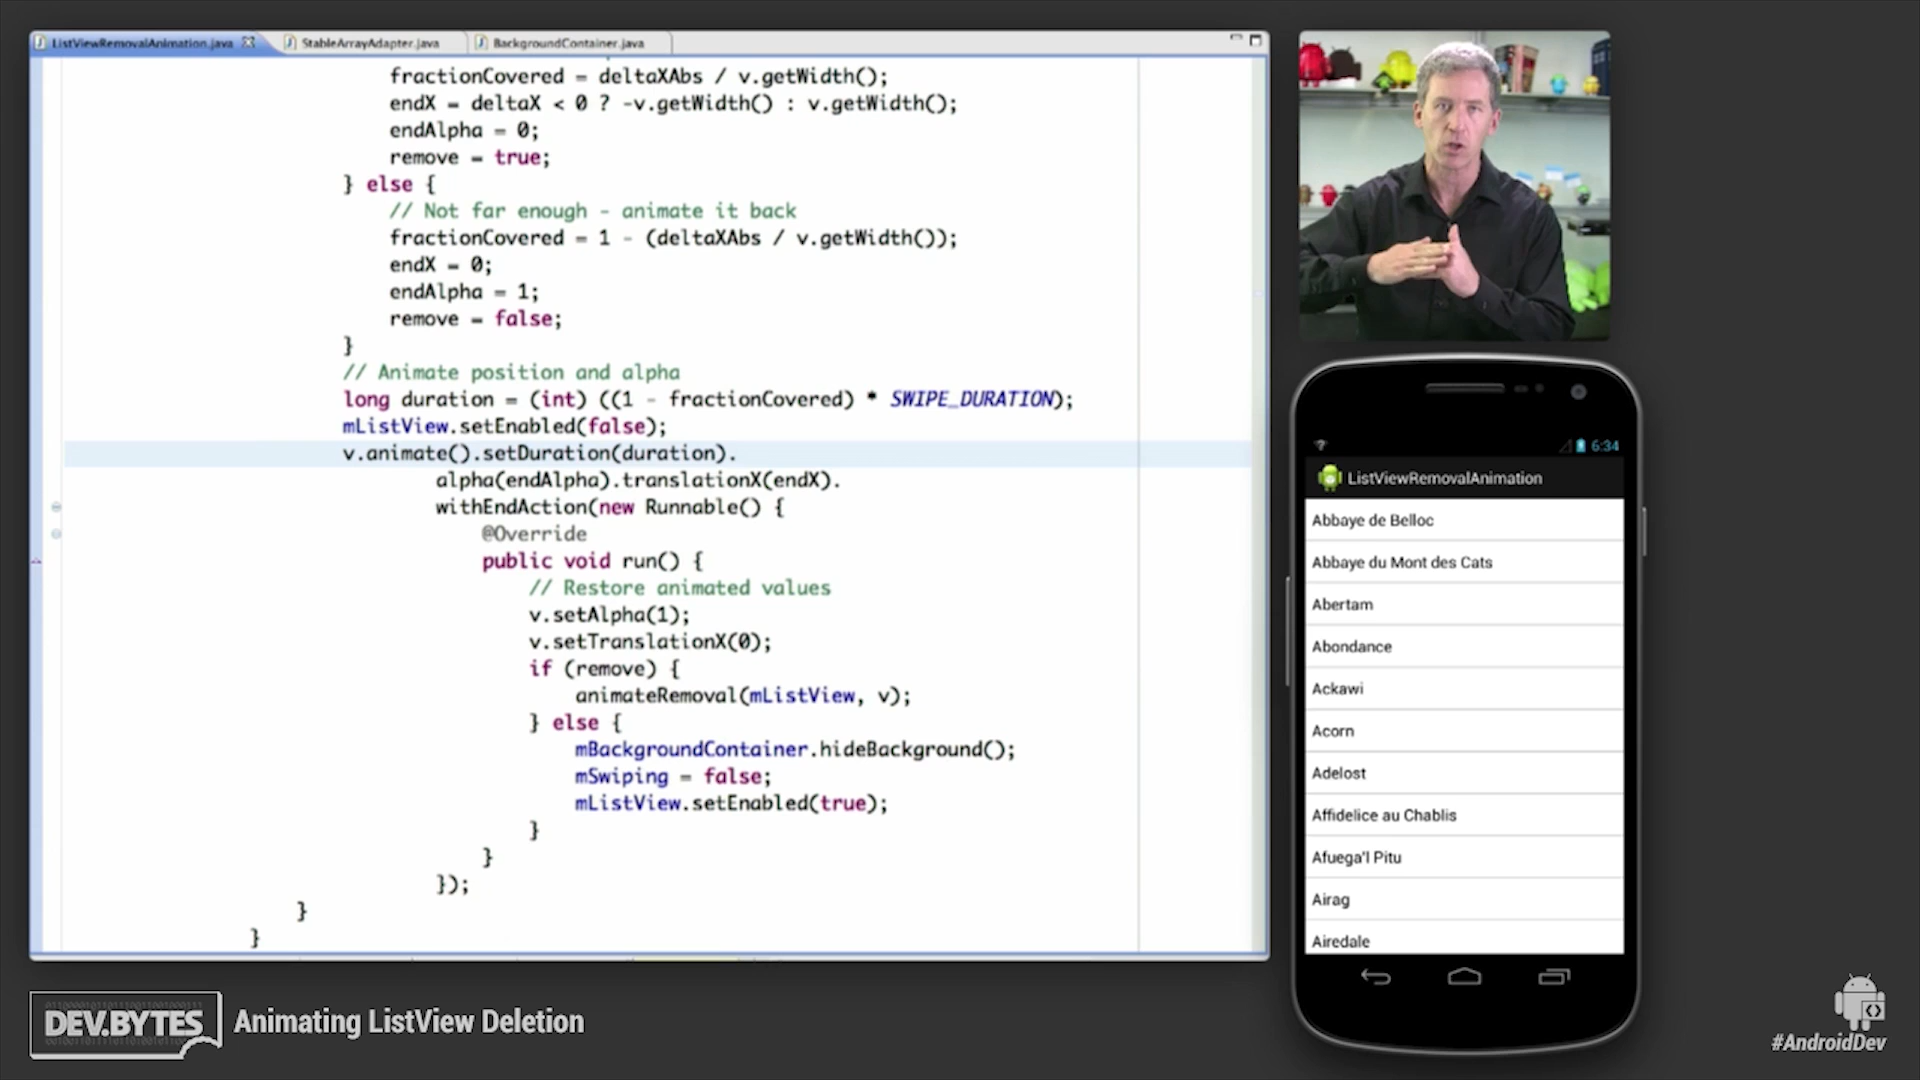 ListViewRemovalAnimation.java
StableArrayAdapter.java
BackgroundContainer.java
fractionCovered = deltaXAbs / v.getWidth();
endX = deltaX < 0 ? -v.getWidth() : v.getWidth();
endAlpha = 0;
remove = true;
} else {
// Not far enough - animate it back
fractionCovered = 1 - (deltaXAbs / v.getWidth());
endX = 0;
endAlpha = 1;
remove = false;
}
// Animate position and alpha
long duration = (int) ((1 - fractionCovered) * SWIPE_DURATION);
mListView.setEnabled(false);
v.animate().setDuration(duration).
alpha(endAlpha).translationX(endX).
withEndAction(new Runnable() {
@Override
public void run() {
// Restore animated values
v.setAlpha(1);
v.setTranslationX(0);
if (remove) {
animateRemoval(mListView, v);
} else {
mBackgroundContainer.hideBackground();
mSwiping = false;
mListView.setEnabled(true);
}
}
});
}
}
6:34
ListViewRemovalAnimation
Abbaye de Belloc
Abbaye du Mont des Cats
Abertam
Abondance
Ackawi
Acorn
Adelost
Affidelice au Chablis
Afuega'l Pitu
Airag
Airedale
DEV.BYTES
Animating ListView Deletion
#AndroidDev